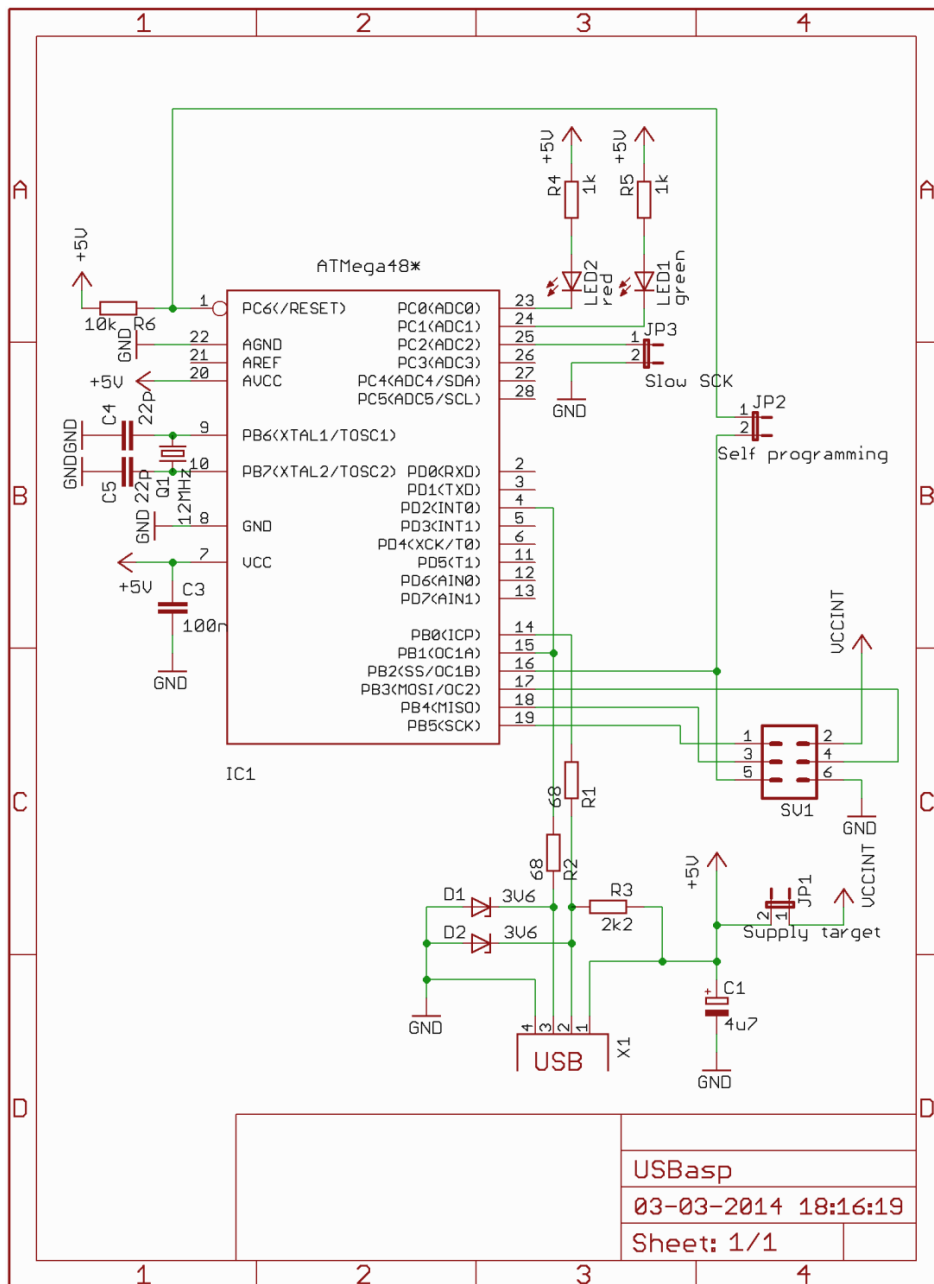 1 2 3 4
A A
B B
C C
D D
1 2 3 4
+5V
+5V
R4
1k
R5
1k
LED2
red
LED1
green
+5V
10k R6
ATMega48*
1 PC6(/RESET)
22 AGND
21 AREF
20 AVCC
9 PB6(XTAL1/TOSC1)
10 PB7(XTAL2/TOSC2)
8 GND
7 VCC
PC0(ADC0) 23
PC1(ADC1) 24
PC2(ADC2) 25
PC3(ADC3) 26
PC4(ADC4/SDA) 27
PC5(ADC5/SCL) 28
PD0(RXD) 2
PD1(TXD) 3
PD2(INT0) 4
PD3(INT1) 5
PD4(XCK/T0) 6
PD5(T1) 11
PD6(AIN0) 12
PD7(AIN1) 13
PB0(ICP) 14
PB1(OC1A) 15
PB2(SS/OC1B) 16
PB3(MOSI/OC2) 17
PB4(MISO) 18
PB5(SCK) 19
IC1
GND
+5V
C4
22p
GND
GND
C5
22p
Q1
12MHz
GND
+5V
C3
100n
GND
JP3
1
2
Slow SCK
GND
JP2
1
2
Self programming
VCCINT
1 2
3 4
5 6
SV1
GND
68
R1
68
R2
D1 3V6
D2 3V6
R3
2k2
GND
4 3 2 1
USB
X1
+5V
2 1
JP1
Supply target
VCCINT
+
C1
4u7
GND
USBasp
03-03-2014 18:16:19
Sheet: 1/1